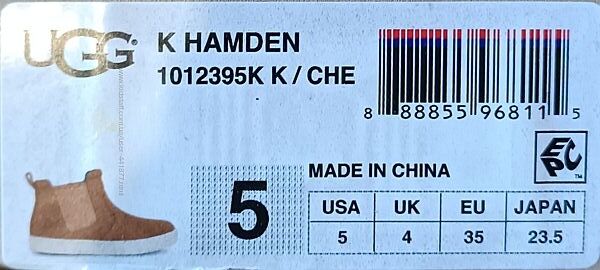 UGG®
K HAMDEN
1012395K K / CHE
8 88855 96811 5
EPC™
5
MADE IN CHINA
USA UK EU JAPAN
5 4 35 23.5